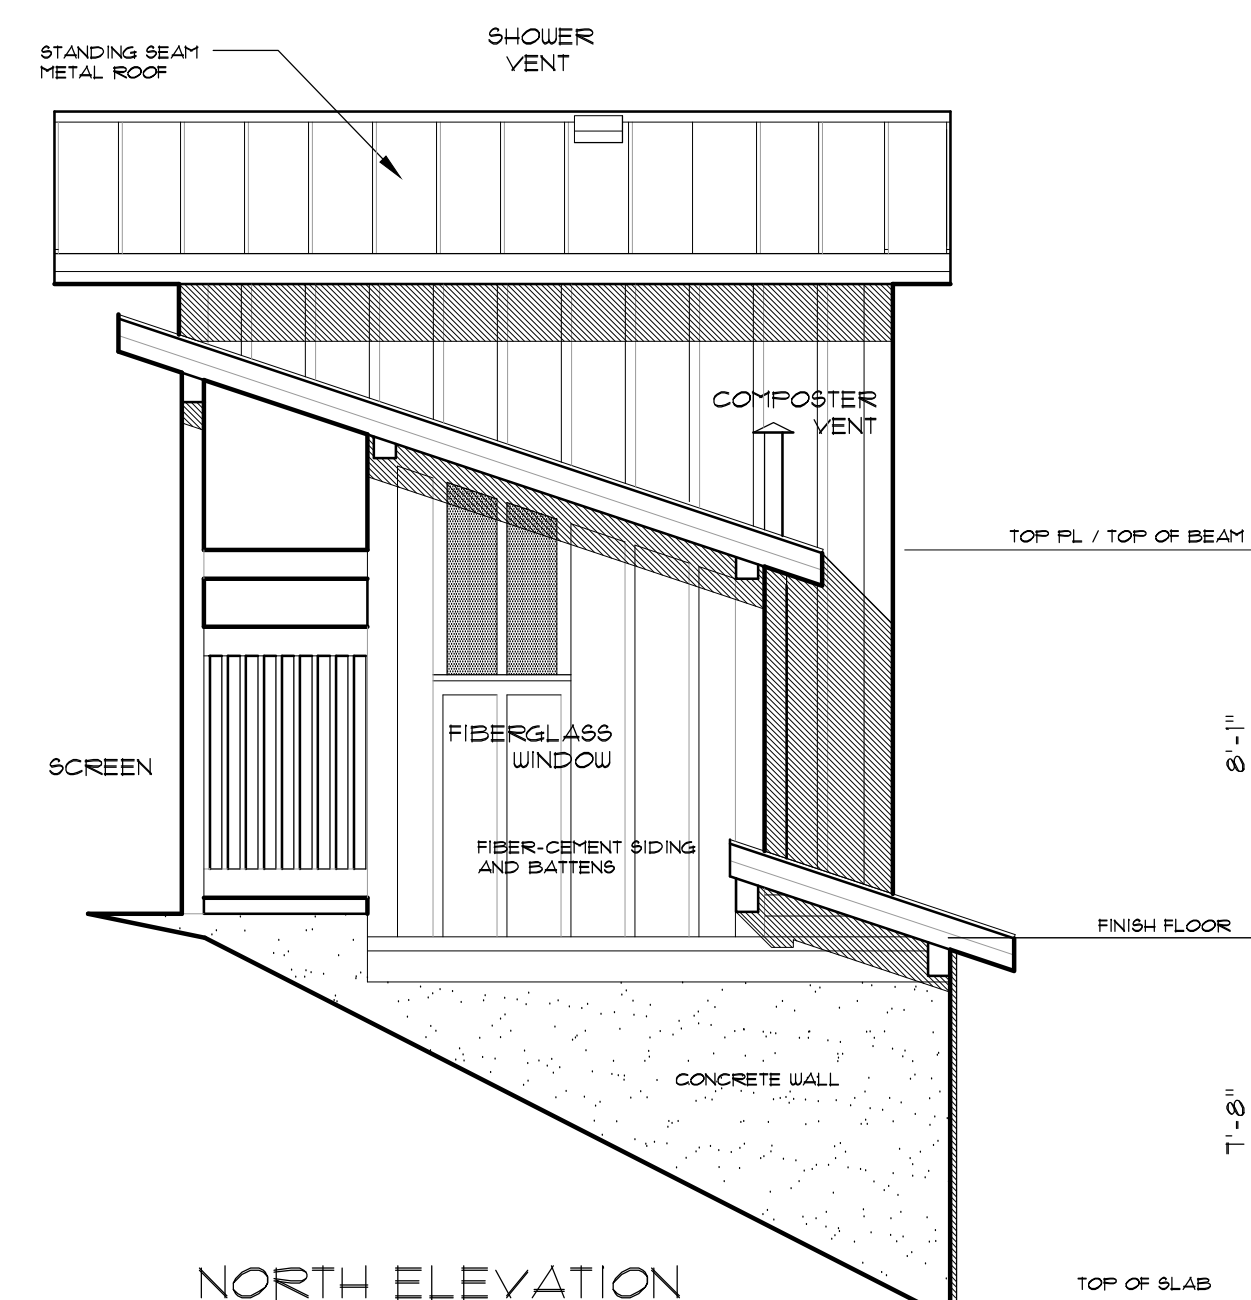 SHOWER
VENT
STANDING SEAM
METAL ROOF
COMPOSTER
VENT
TOP PL / TOP OF BEAM
8'-1"
FIBERGLASS
WINDOW
SCREEN
FIBER-CEMENT SIDING
AND BATTENS
FINISH FLOOR
CONCRETE WALL
7'-8"
NORTH ELEVATION
TOP OF SLAB